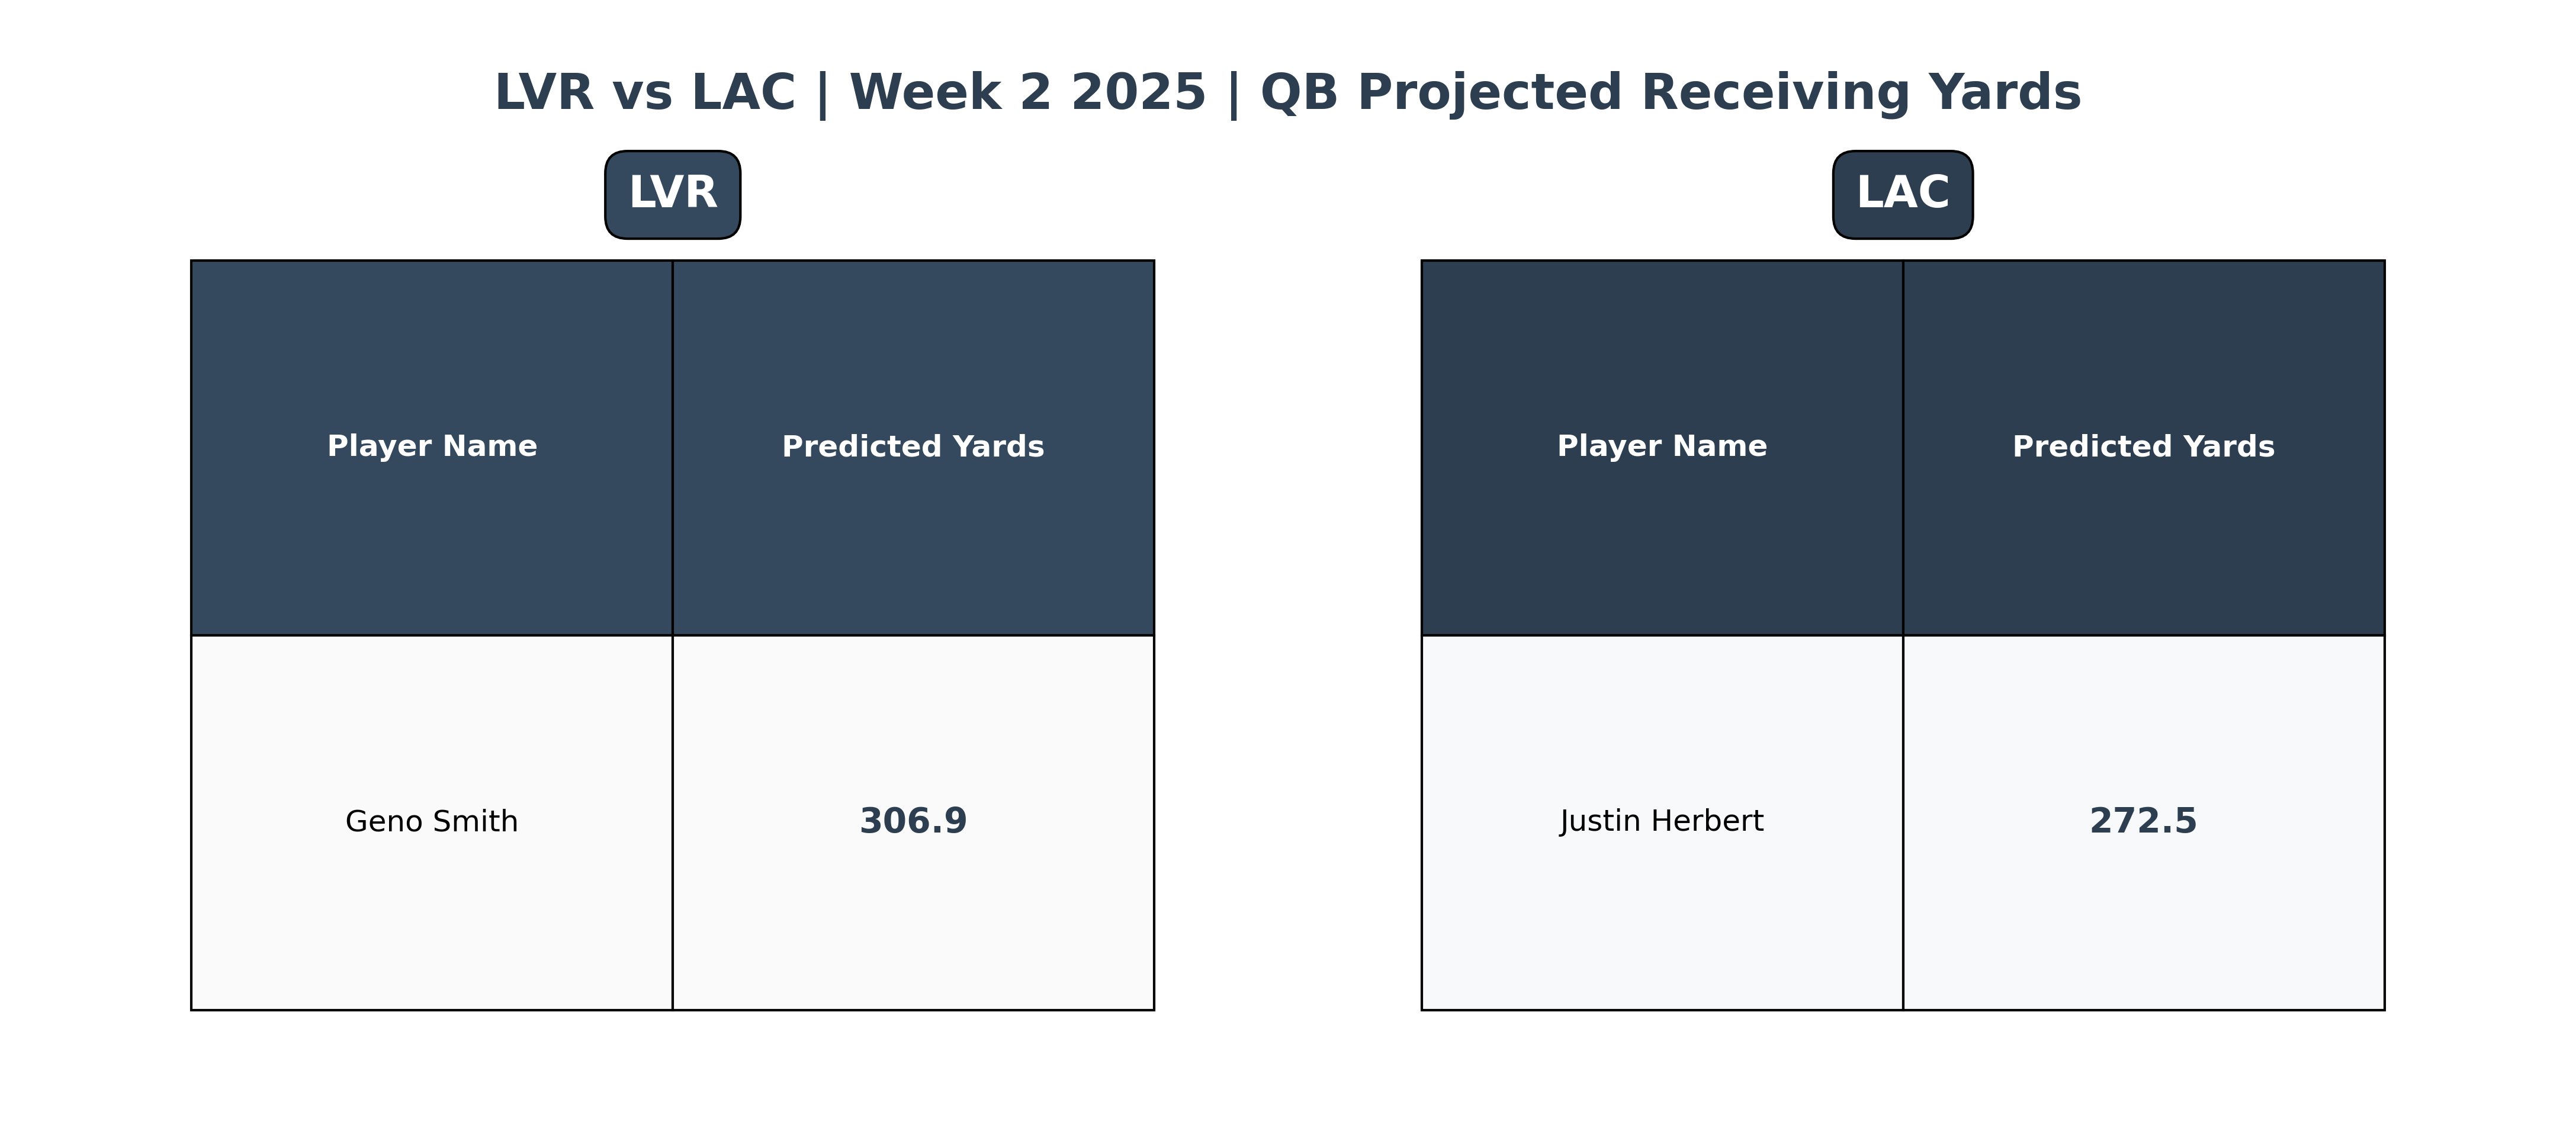 LVR vs LAC | Week 2 2025 | QB Projected Receiving Yards
LVR
Player Name Predicted Yards
Geno Smith 306.9
LAC
Player Name Predicted Yards
Justin Herbert 272.5